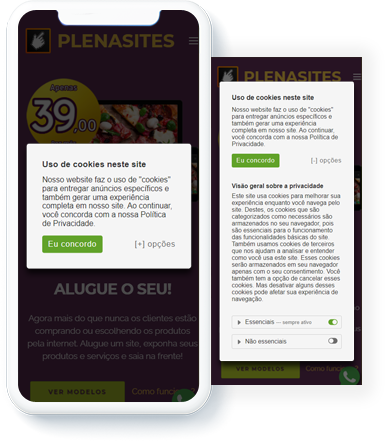 PLENASITES
Apenas
39,00
Uso de cookies neste site
Nosso website faz o uso de "cookies"
para entregar anúncios específicos e
também gerar uma experiência
completa em nosso site. Ao continuar,
você concorda com a nossa Política
de Privacidade.
Eu concordo
[+] opções
ALUGUE O SEU!
Agora mais do que nunca os clientes estão
comprando ou escolhendo os produtos
pela internet. Alugue um site, exponha seus
produtos e serviços e saia na frente!
VER MODELOS
Como funcio
PLENASITES
Uso de cookies neste site
Nosso website faz o uso de "cookies"
para entregar anúncios específicos e
também gerar uma experiência
completa em nosso site. Ao continuar,
você concorda com a nossa Política de
Privacidade.
Eu concordo
[-] opções
Visão geral sobre a privacidade
Este site usa cookies para melhorar sua
experiência enquanto você navega pelo
site. Destes, os cookies que são
categorizados como necessários são
armazenados no seu navegador, pois
são essenciais para o funcionamento
das funcionalidades básicas do site.
Também usamos cookies de terceiros
que nos ajudam a analisar e entender
como você usa este site. Esses cookies
serão armazenados em seu navegador
apenas com o seu consentimento. Você
também tem a opção de cancelar esses
cookies. Mas desativar alguns desses
cookies pode afetar sua experiência de
navegação.
Essenciais — sempre ativo
Não essenciais
VER MODELOS
Como funcio